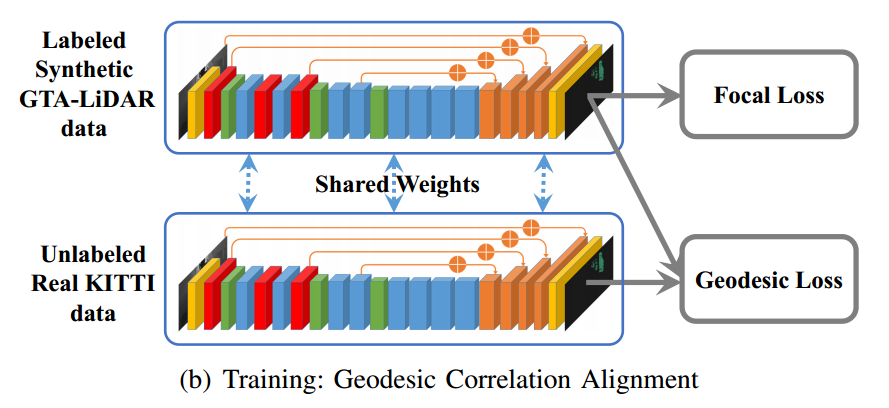 Labeled
Synthetic
GTA-LiDAR
data
Focal Loss
Shared Weights
Unlabeled
Real KITTI
data
Geodesic Loss
(b) Training: Geodesic Correlation Alignment